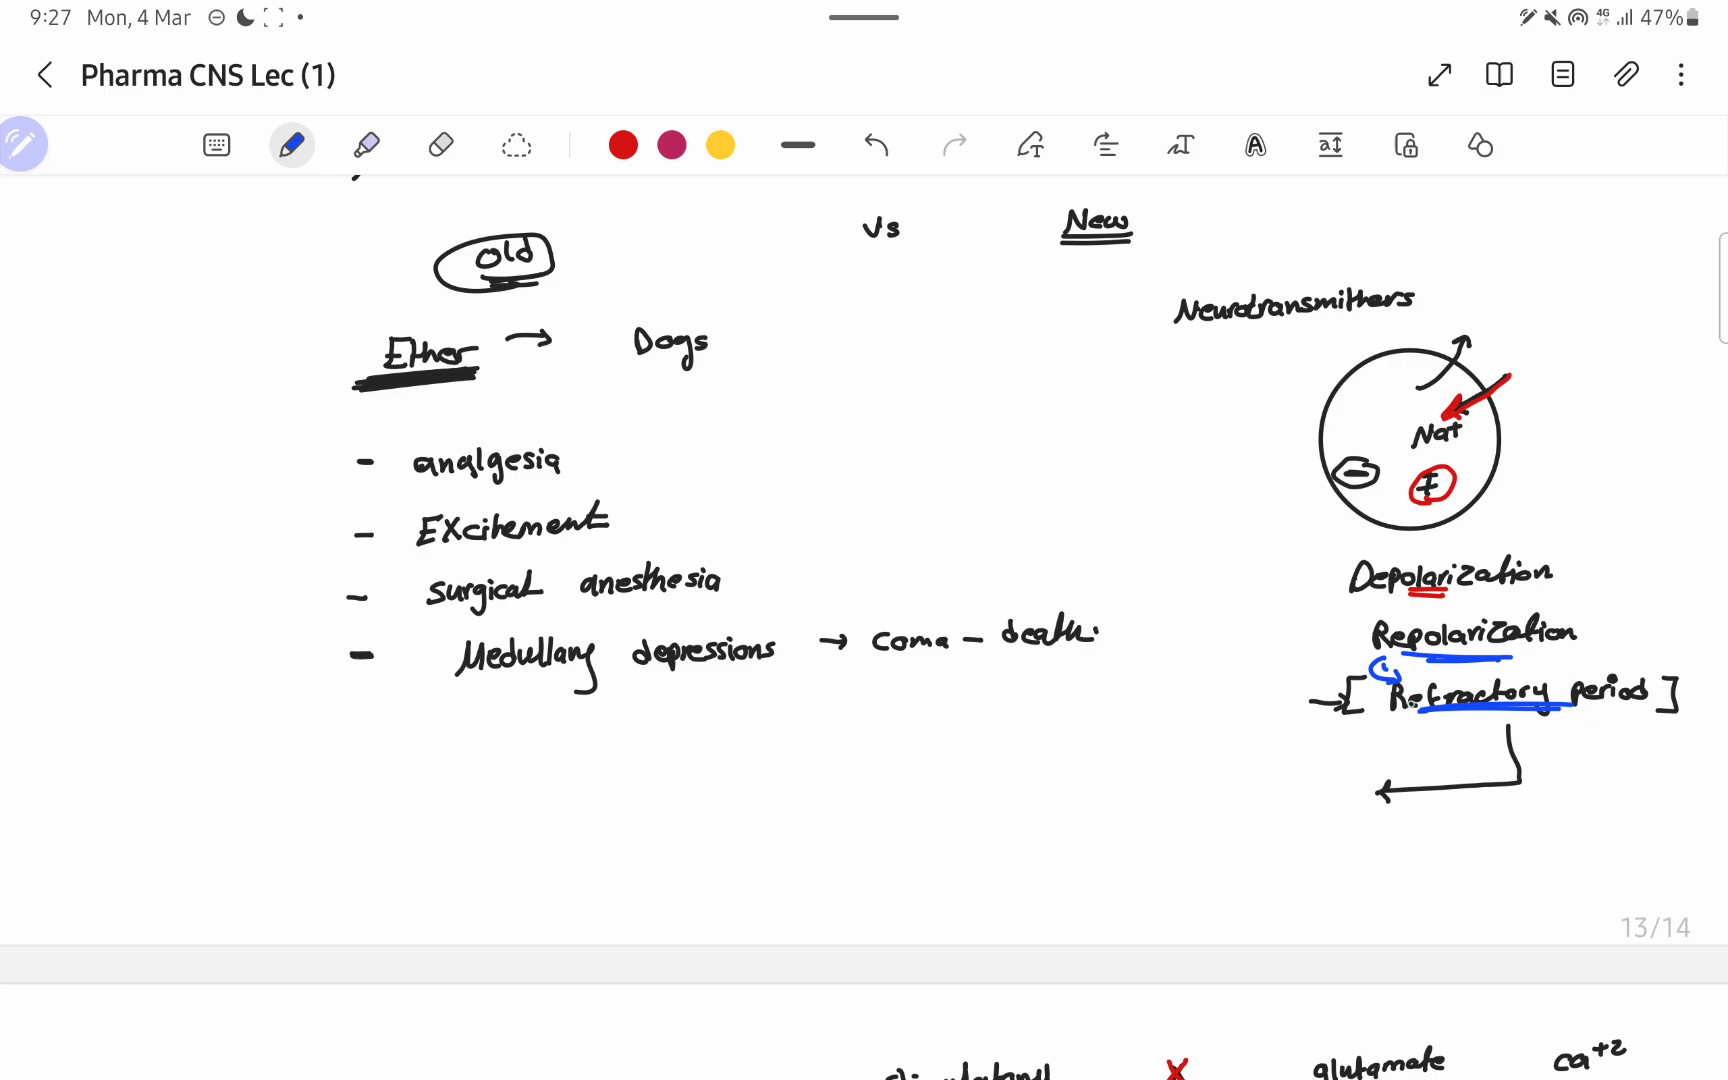 9:27 Mon, 4 Mar
4G 47%
Pharma CNS Lec (1)
old
vs
New
Ether → Dogs
Neurotransmitters
Na+
−
+
- analgesia
- Excitement
- surgical anesthesia
- Medullary depressions → coma - death.
Depolarization
Repolarization
→ [ Refractory period ]
13/14
X glutamate ca+2